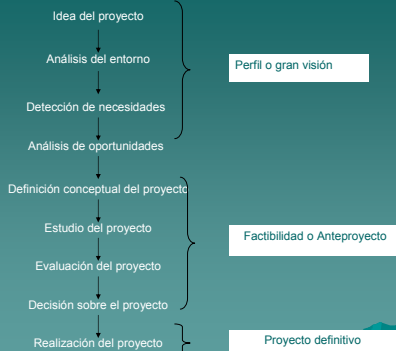 Idea del proyecto
Análisis del entorno
Perfil o gran visión
Detección de necesidades
Análisis de oportunidades
Definición conceptual del proyecto
Estudio del proyecto
Factibilidad o Anteproyecto
Evaluación del proyecto
Decisión sobre el proyecto
Realización del proyecto
Proyecto definitivo